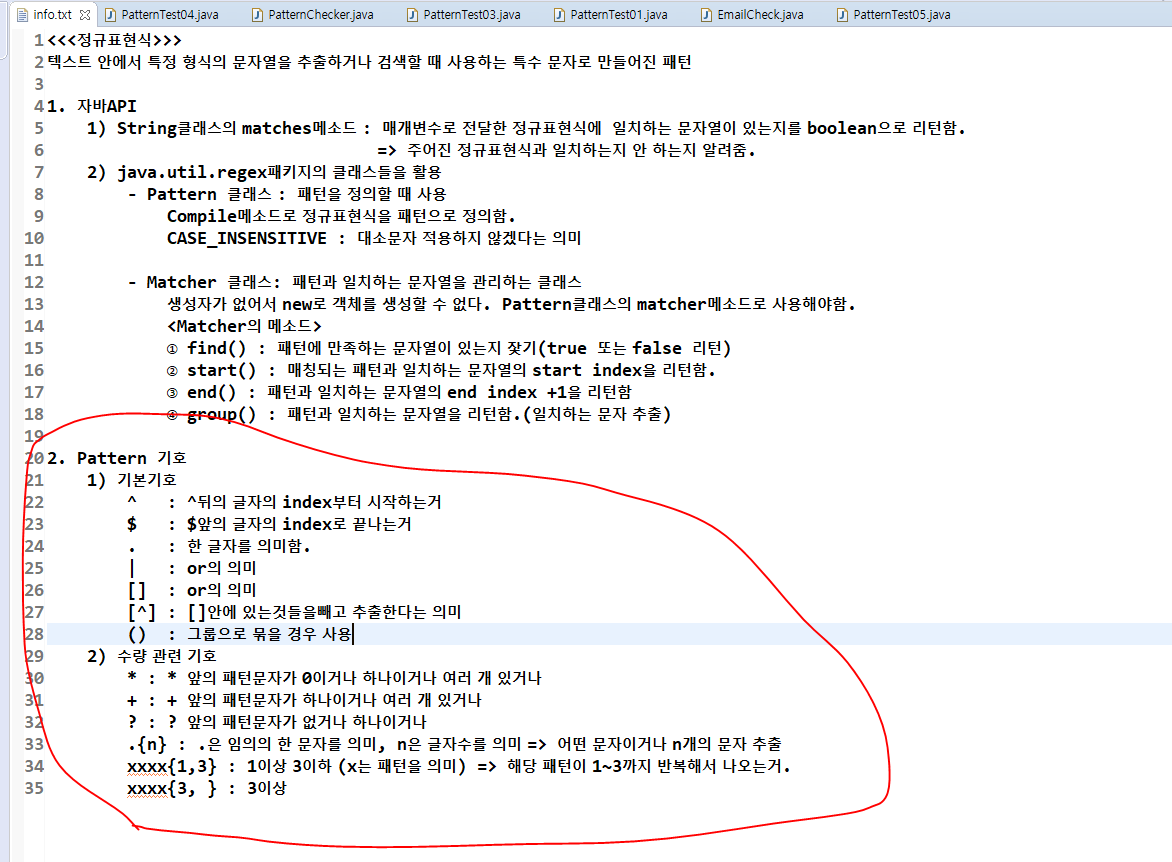 info.txt PatternTest04.java PatternChecker.java PatternTest03.java PatternTest01.java EmailCheck.java PatternTest05.java
1 <<<정규표현식>>>
2 텍스트 안에서 특정 형식의 문자열을 추출하거나 검색할 때 사용하는 특수 문자로 만들어진 패턴
3
4 1. 자바API
5 1) String클래스의 matches메소드 : 매개변수로 전달한 정규표현식에 일치하는 문자열이 있는지를 boolean으로 리턴함.
6 => 주어진 정규표현식과 일치하는지 안 하는지 알려줌.
7 2) java.util.regex패키지의 클래스들을 활용
8 - Pattern 클래스 : 패턴을 정의할 때 사용
9 Compile메소드로 정규표현식을 패턴으로 정의함.
10 CASE_INSENSITIVE : 대소문자 적용하지 않겠다는 의미
11
12 - Matcher 클래스: 패턴과 일치하는 문자열을 관리하는 클래스
13 생성자가 없어서 new로 객체를 생성할 수 없다. Pattern클래스의 matcher메소드로 사용해야함.
14 <Matcher의 메소드>
15 ① find() : 패턴에 만족하는 문자열이 있는지 찾기(true 또는 false 리턴)
16 ② start() : 매칭되는 패턴과 일치하는 문자열의 start index을 리턴함.
17 ③ end() : 패턴과 일치하는 문자열의 end index +1을 리턴함
18 ④ group() : 패턴과 일치하는 문자열을 리턴함.(일치하는 문자 추출)
19
20 2. Pattern 기호
21 1) 기본기호
22 ^ : ^뒤의 글자의 index부터 시작하는거
23 $ : $앞의 글자의 index로 끝나는거
24 . : 한 글자를 의미함.
25 | : or의 의미
26 [] : or의 의미
27 [^] : []안에 있는것들을빼고 추출한다는 의미
28 () : 그룹으로 묶을 경우 사용
29 2) 수량 관련 기호
30 * : * 앞의 패턴문자가 0이거나 하나이거나 여러 개 있거나
31 + : + 앞의 패턴문자가 하나이거나 여러 개 있거나
32 ? : ? 앞의 패턴문자가 없거나 하나이거나
33 .{n} : .은 임의의 한 문자를 의미, n은 글자수를 의미 => 어떤 문자이거나 n개의 문자 추출
34 xxxx{1,3} : 1이상 3이하 (x는 패턴을 의미) => 해당 패턴이 1~3까지 반복해서 나오는거.
35 xxxx{3, } : 3이상